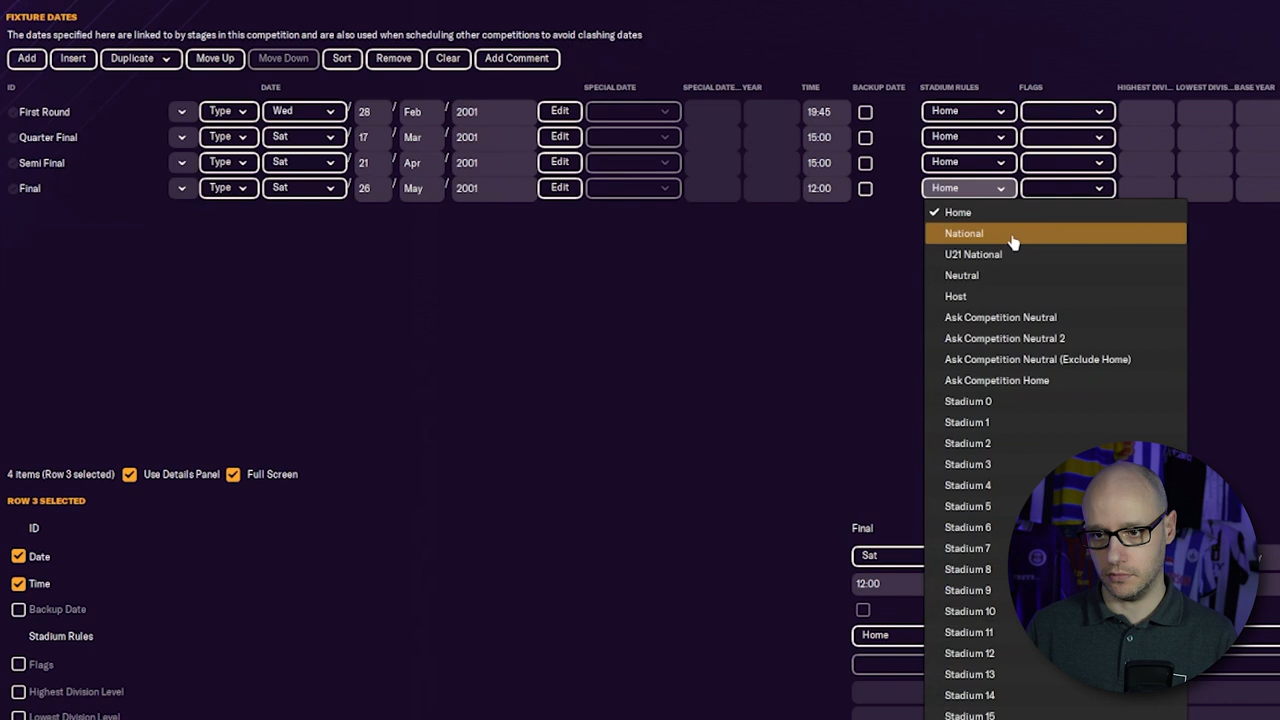 FIXTURE DATES
The dates specified here are linked to by stages in this competition and are also used when scheduling other competitions to avoid clashing dates
Add Insert Duplicate Move Up Move Down Sort Remove Clear Add Comment
ID DATE SPECIAL DATE SPECIAL DATE... YEAR TIME BACKUP DATE STADIUM RULES FLAGS HIGHEST DIVI... LOWEST DIVIS... BASE YEAR
First Round Type Wed / 28 / Feb / 2001 Edit 19:45 Home
Quarter Final Type Sat / 17 / Mar / 2001 Edit 15:00 Home
Semi Final Type Sat / 21 / Apr / 2001 Edit 15:00 Home
Final Type Sat / 26 / May / 2001 Edit 12:00 Home
Home
National
U21 National
Neutral
Host
Ask Competition Neutral
Ask Competition Neutral 2
Ask Competition Neutral (Exclude Home)
Ask Competition Home
Stadium 0
Stadium 1
Stadium 2
Stadium 3
Stadium 4
Stadium 5
Stadium 6
Stadium 7
Stadium 8
Stadium 9
Stadium 10
Stadium 11
Stadium 12
Stadium 13
Stadium 14
Stadium 15
4 items (Row 3 selected) Use Details Panel Full Screen
ROW 3 SELECTED
ID Final
Date Sat
Time 12:00
Backup Date
Stadium Rules Home
Flags
Highest Division Level
Lowest Division Level